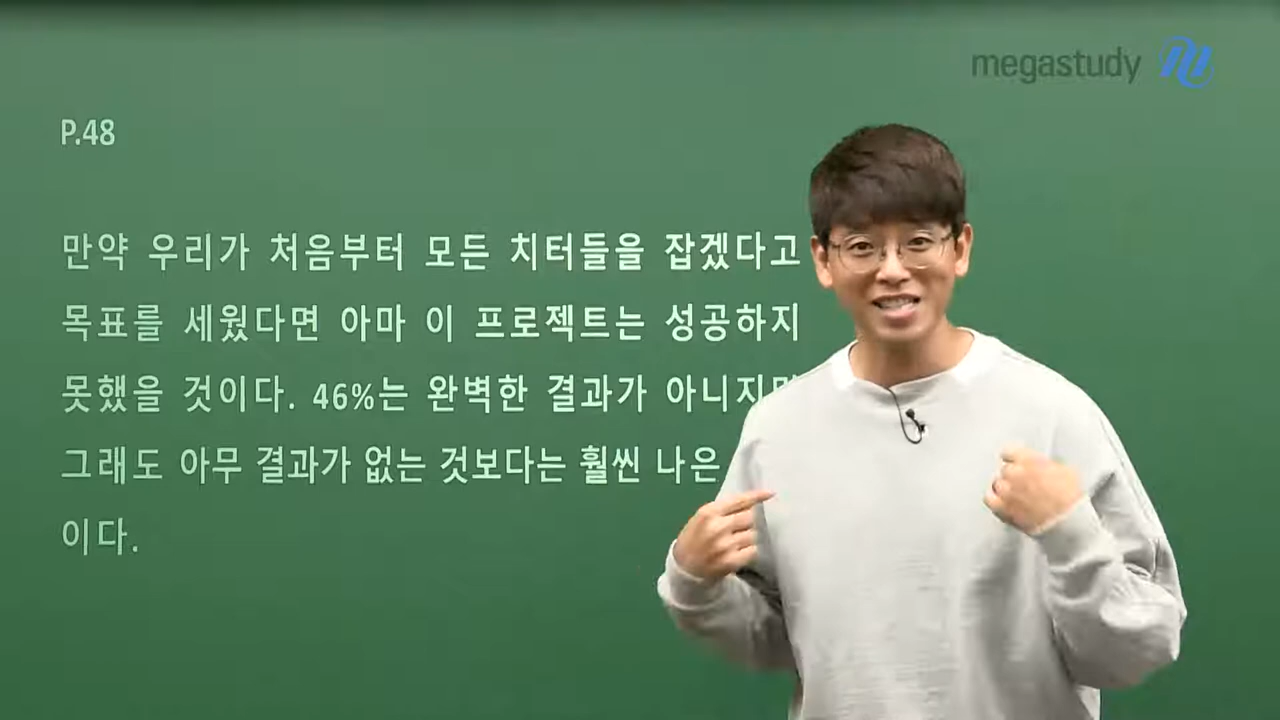 megastudy
P.48
만약 우리가 처음부터 모든 치터들을 잡겠다고
목표를 세웠다면 아마 이 프로젝트는 성공하지
못했을 것이다. 46%는 완벽한 결과가 아니지만
그래도 아무 결과가 없는 것보다는 훨씬 나은
이다.